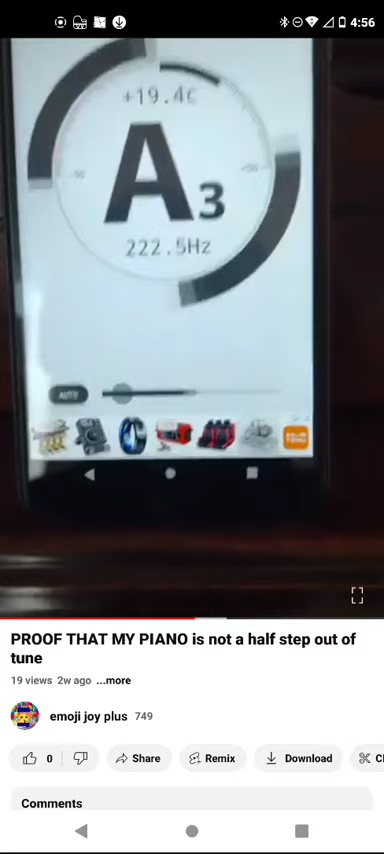 4:56
+19.4¢
A3
-50
222.5Hz
AUTO
PROOF THAT MY PIANO is not a half step out of
tune
19 views 2w ago ...more
emoji joy plus 749
0 Share Remix Download Cl
Comments